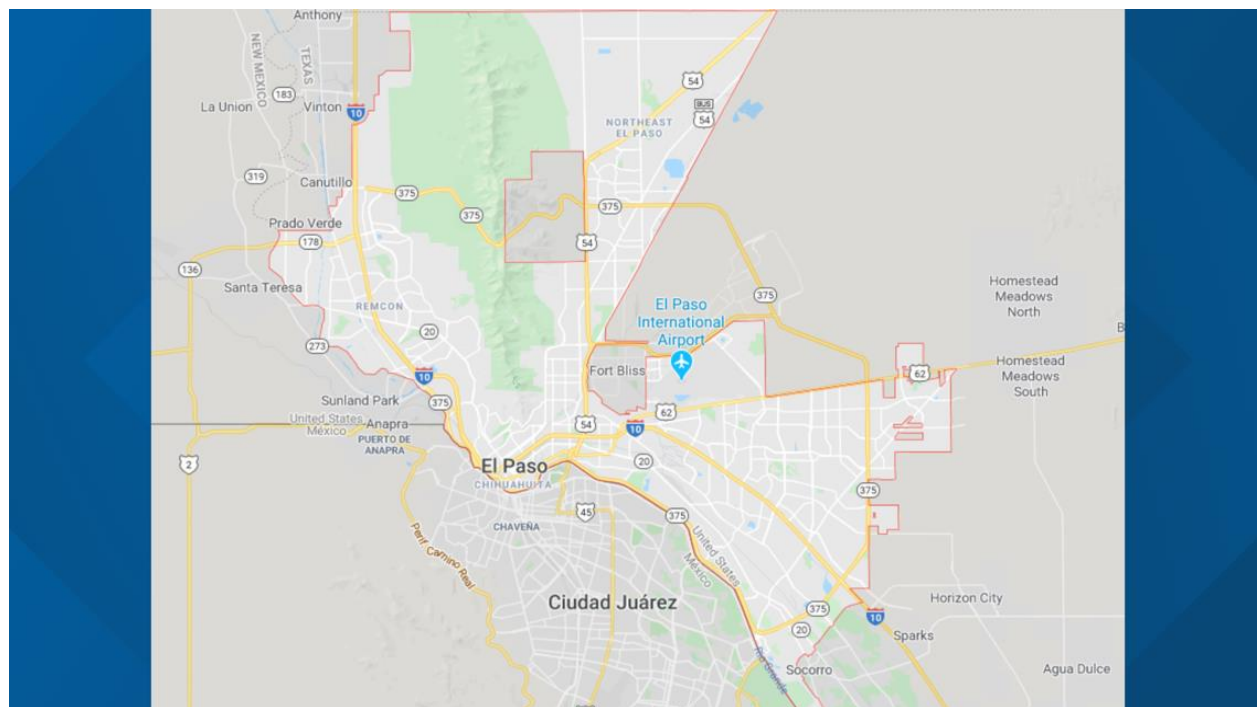 Anthony
NEW MEXICO
TEXAS
183
La Union
Vinton
10
54
BUS
54
NORTHEAST
EL PASO
319
Canutillo
375
375
375
Prado Verde
178
54
136
Santa Teresa
REMCON
375
Homestead
Meadows
North
El Paso
International
Airport
20
273
B
Fort Bliss
10
62
Homestead
Meadows
South
Sunland Park
375
62
United States
México
Anapra
PUERTO DE
ANAPRA
54
10
2
El Paso
CHIHUAHUITA
20
375
CHAVEÑA
45
375
United States
México
Perif. Camino Real
Ciudad Juárez
375
Horizon City
10
20
Sparks
Rio Grande
Socorro
Agua Dulce